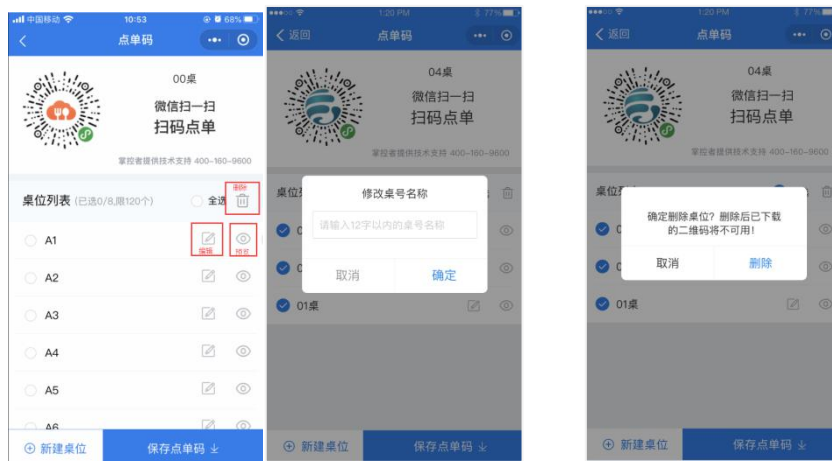 中国移动 10:53 68%
点单码
00桌
微信扫一扫
扫码点单
掌控者提供技术支持 400-160-9600
删除
桌位列表 (已选0/8,限120个) 全选
A1
编辑
预览
A2
A3
A4
A5
A6
新建桌位 保存点单码
1:20 PM 77%
返回 点单码
04桌
微信扫一扫
扫码点单
掌控者提供技术支持 400-160-9600
桌位
修改桌号名称
请输入12字以内的桌号名称
取消 确定
01桌
新建桌位 保存点单码
1:20 PM 77%
返回 点单码
04桌
微信扫一扫
扫码点单
掌控者提供技术支持 400-160-9600
桌位
确定删除桌位?删除后已下载
的二维码将不可用!
取消 删除
01桌
新建桌位 保存点单码